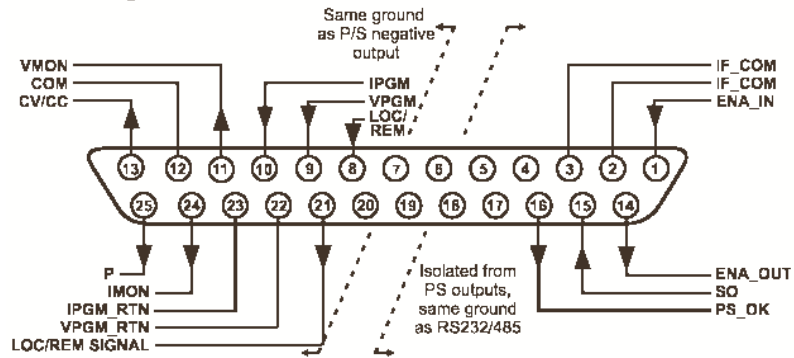 Same ground
as P/S negative
output
VMON
COM
CV/CC
IPGM
VPGM
LOC/
REM
IF_COM
IF_COM
ENA_IN
13 12 11 10 9 8 7 6 5 4 3 2 1
25 24 23 22 21 20 19 18 17 16 15 14
P
IMON
IPGM_RTN
VPGM_RTN
LOC/REM SIGNAL
Isolated from
PS outputs,
same ground
as RS232/485
ENA_OUT
SO
PS_OK